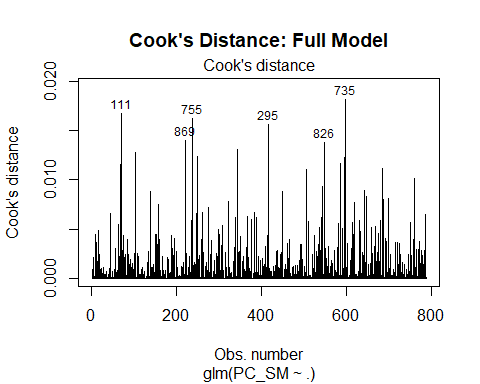 Cook's Distance: Full Model
Cook's distance
Cook's distance
0.000
0.010
0.020
111
869
755
295
826
735
0
200
400
600
800
Obs. number
glm(PC_SM ~ .)